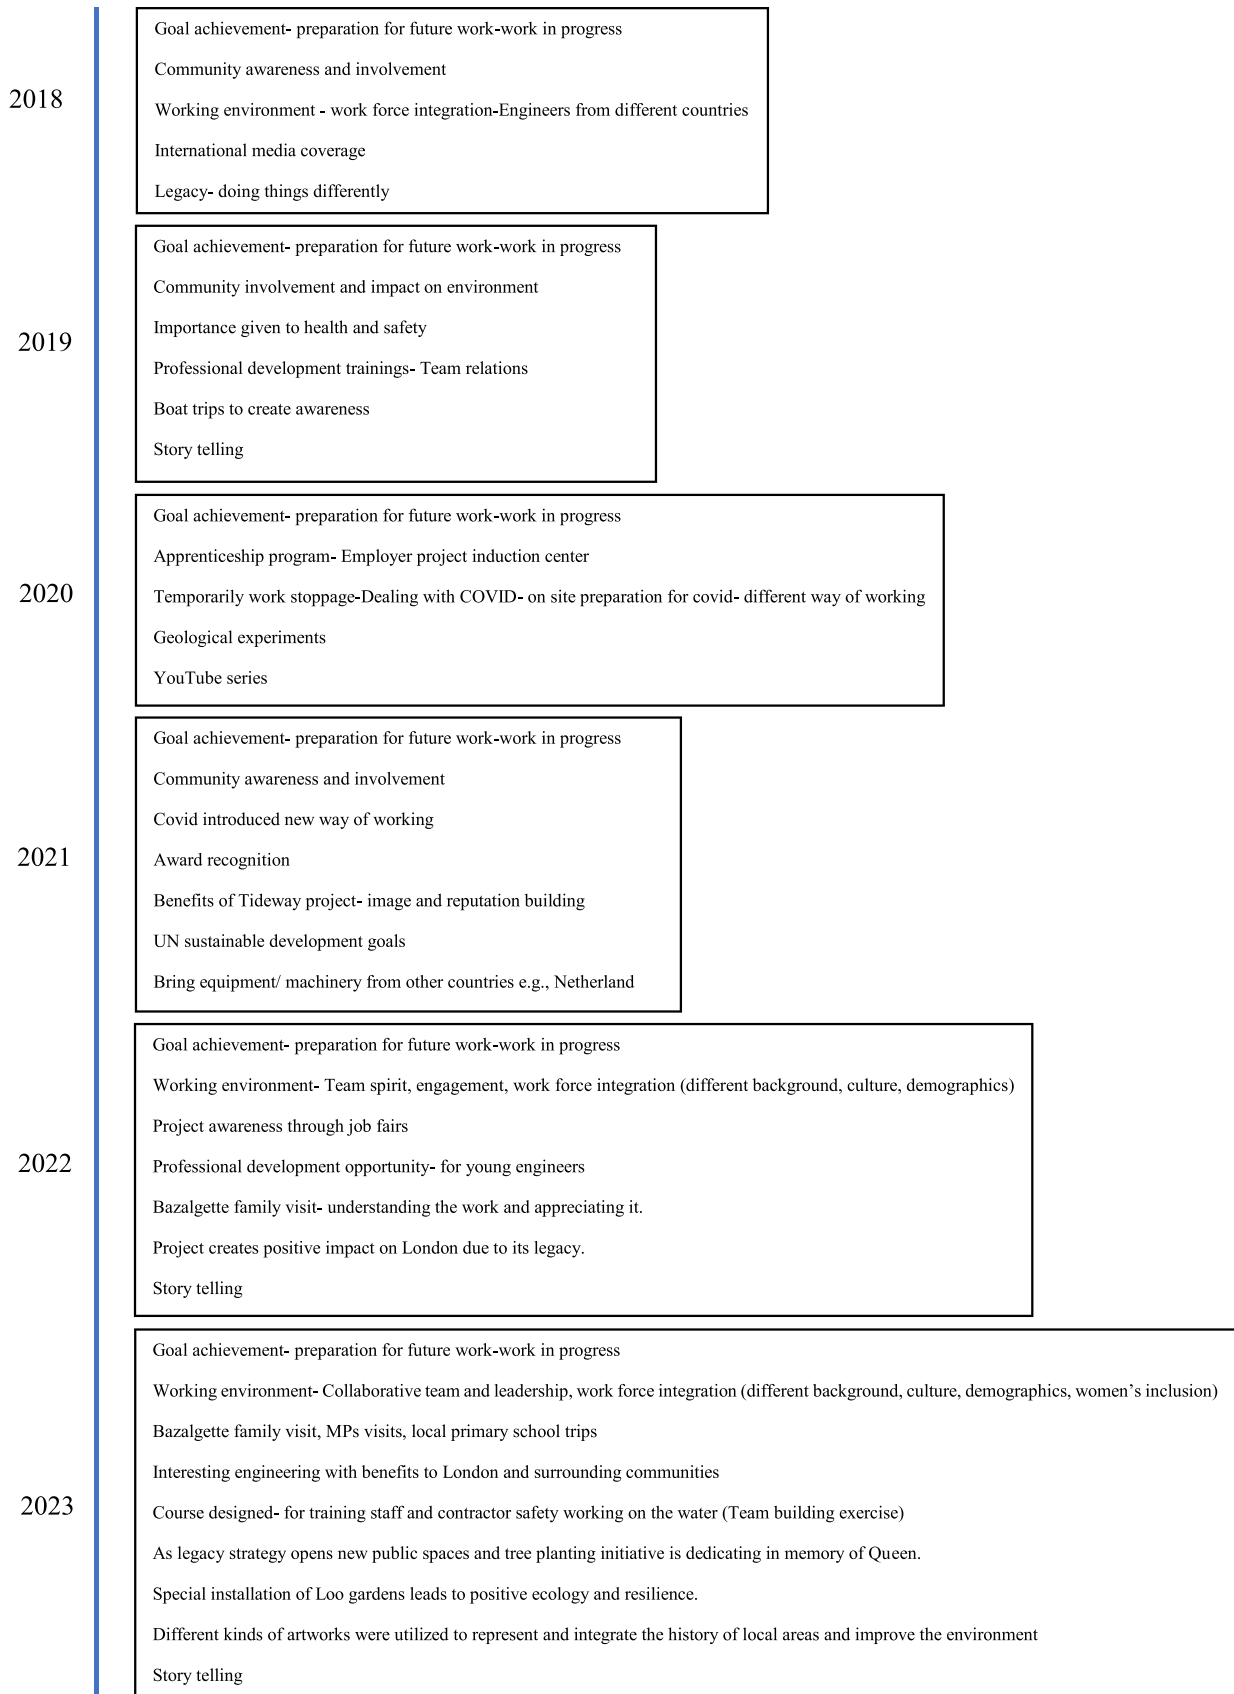 2018
Goal achievement- preparation for future work-work in progress
Community awareness and involvement
Working environment - work force integration-Engineers from different countries
International media coverage
Legacy- doing things differently
2019
Goal achievement- preparation for future work-work in progress
Community involvement and impact on environment
Importance given to health and safety
Professional development trainings- Team relations
Boat trips to create awareness
Story telling
2020
Goal achievement- preparation for future work-work in progress
Apprenticeship program- Employer project induction center
Temporarily work stoppage-Dealing with COVID- on site preparation for covid- different way of working
Geological experiments
YouTube series
2021
Goal achievement- preparation for future work-work in progress
Community awareness and involvement
Covid introduced new way of working
Award recognition
Benefits of Tideway project- image and reputation building
UN sustainable development goals
Bring equipment/ machinery from other countries e.g., Netherland
2022
Goal achievement- preparation for future work-work in progress
Working environment- Team spirit, engagement, work force integration (different background, culture, demographics)
Project awareness through job fairs
Professional development opportunity- for young engineers
Bazalgette family visit- understanding the work and appreciating it.
Project creates positive impact on London due to its legacy.
Story telling
2023
Goal achievement- preparation for future work-work in progress
Working environment- Collaborative team and leadership, work force integration (different background, culture, demographics, women’s inclusion)
Bazalgette family visit, MPs visits, local primary school trips
Interesting engineering with benefits to London and surrounding communities
Course designed- for training staff and contractor safety working on the water (Team building exercise)
As legacy strategy opens new public spaces and tree planting initiative is dedicating in memory of Queen.
Special installation of Loo gardens leads to positive ecology and resilience.
Different kinds of artworks were utilized to represent and integrate the history of local areas and improve the environment
Story telling